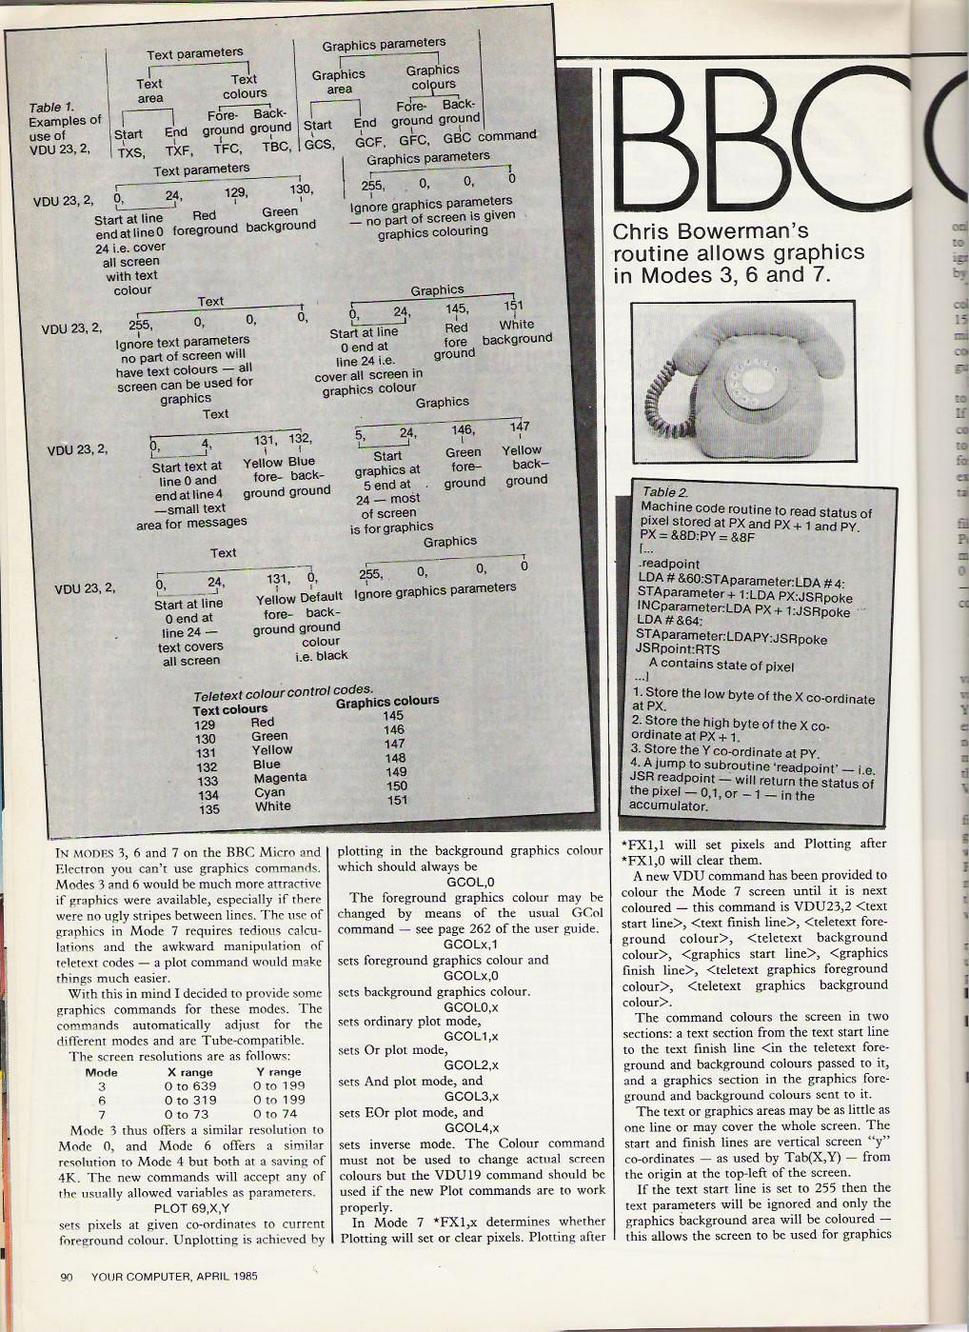 Table 1.
Examples of
use of
VDU 23, 2,
Text parameters
Graphics parameters
Text
area
Text
colours
Graphics
area
Graphics
colours
Start
End
Fore-
ground
Back-
ground
Start
End
Fore-
ground
Back-
ground
TXS, TXF, TFC, TBC, GCS, GCF, GFC, GBC command
Text parameters
Graphics parameters
VDU 23, 2, 0, 24, 129, 130, 255, 0, 0, 0
Start at line
end at line 0
24 i.e. cover
all screen
with text
colour
Red
foreground
Green
background
Ignore graphics parameters
— no part of screen is given
graphics colouring
Text
Graphics
VDU 23, 2, 255, 0, 0, 0, 0, 24, 145, 151
Ignore text parameters
no part of screen will
have text colours — all
screen can be used for
graphics
Start at line
0 end at
line 24 i.e.
cover all screen in
graphics colour
Red
fore
ground
White
background
Text
Graphics
VDU 23, 2, 0, 4, 131, 132, 5, 24, 146, 147
Start text at
line 0 and
end at line 4
—small text
area for messages
Yellow
fore-
ground
Blue
back-
ground
Start
graphics at
5 end at
24 — most
of screen
is for graphics
Green
fore-
ground
Yellow
back-
ground
Text
Graphics
VDU 23, 2, 0, 24, 131, 0, 255, 0, 0, 0
Start at line
0 end at
line 24 —
text covers
all screen
Yellow
fore-
ground
Default
back-
ground
colour
i.e. black
Ignore graphics parameters
Teletext colour control codes.
Text colours Graphics colours
129 Red 145
130 Green 146
131 Yellow 147
132 Blue 148
133 Magenta 149
134 Cyan 150
135 White 151
BBC
Chris Bowerman's
routine allows graphics
in Modes 3, 6 and 7.
Table 2.
Machine code routine to read status of
pixel stored at PX and PX + 1 and PY.
PX = &8D:PY = &8F
[...
.readpoint
LDA # &60:STAparameter:LDA # 4:
STAparameter + 1:LDA PX:JSRpoke
INCparameter:LDA PX + 1:JSRpoke
LDA # &64:
STAparameter:LDAPY:JSRpoke
JSRpoint:RTS
A contains state of pixel
...]
1. Store the low byte of the X co-ordinate
at PX.
2. Store the high byte of the X co-
ordinate at PX + 1.
3. Store the Y co-ordinate at PY.
4. A jump to subroutine 'readpoint' — i.e.
JSR readpoint — will return the status of
the pixel — 0,1, or – 1 — in the
accumulator.
IN MODES 3, 6 and 7 on the BBC Micro and
Electron you can't use graphics commands.
Modes 3 and 6 would be much more attractive
if graphics were available, especially if there
were no ugly stripes between lines. The use of
graphics in Mode 7 requires tedious calcu-
lations and the awkward manipulation of
teletext codes — a plot command would make
things much easier.
With this in mind I decided to provide some
graphics commands for these modes. The
commands automatically adjust for the
different modes and are Tube-compatible.
The screen resolutions are as follows:
Mode X range Y range
3 0 to 639 0 to 199
6 0 to 319 0 to 199
7 0 to 73 0 to 74
Mode 3 thus offers a similar resolution to
Mode 0, and Mode 6 offers a similar
resolution to Mode 4 but both at a saving of
4K. The new commands will accept any of
the usually allowed variables as parameters.
PLOT 69,X,Y
sets pixels at given co-ordinates to current
foreground colour. Unplotting is achieved by
plotting in the background graphics colour
which should always be
GCOL,0
The foreground graphics colour may be
changed by means of the usual GCol
command — see page 262 of the user guide.
GCOLx,1
sets foreground graphics colour and
GCOLx,0
sets background graphics colour.
GCOL0,x
sets ordinary plot mode,
GCOL1,x
sets Or plot mode,
GCOL2,x
sets And plot mode, and
GCOL3,x
sets EOr plot mode, and
GCOL4,x
sets inverse mode. The Colour command
must not be used to change actual screen
colours but the VDU19 command should be
used if the new Plot commands are to work
properly.
In Mode 7 *FX1,x determines whether
Plotting will set or clear pixels. Plotting after
*FX1,1 will set pixels and Plotting after
*FX1,0 will clear them.
A new VDU command has been provided to
colour the Mode 7 screen until it is next
coloured — this command is VDU23,2 <text
start line>, <text finish line>, <teletext fore-
ground colour>, <teletext background
colour>, <graphics start line>, <graphics
finish line>, <teletext graphics foreground
colour>, <teletext graphics background
colour>.
The command colours the screen in two
sections: a text section from the text start line
to the text finish line <in the teletext fore-
ground and background colours passed to it,
and a graphics section in the graphics fore-
ground and background colours sent to it.
The text or graphics areas may be as little as
one line or may cover the whole screen. The
start and finish lines are vertical screen "y"
co-ordinates — as used by Tab(X,Y) — from
the origin at the top-left of the screen.
If the text start line is set to 255 then the
text parameters will be ignored and only the
graphics background area will be coloured —
this allows the screen to be used for graphics
90 YOUR COMPUTER, APRIL 1985